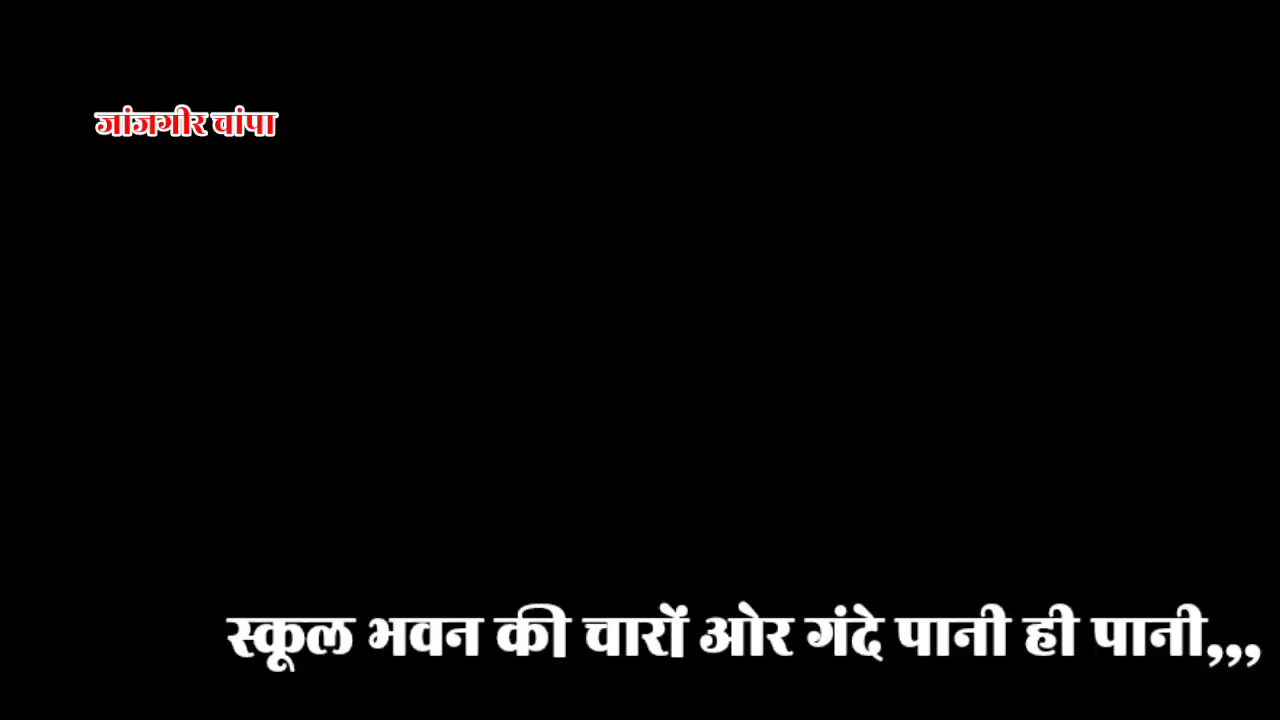 जांजगीर चांपा
स्कूल भवन की चारों ओर गंदे पानी ही पानी,,,